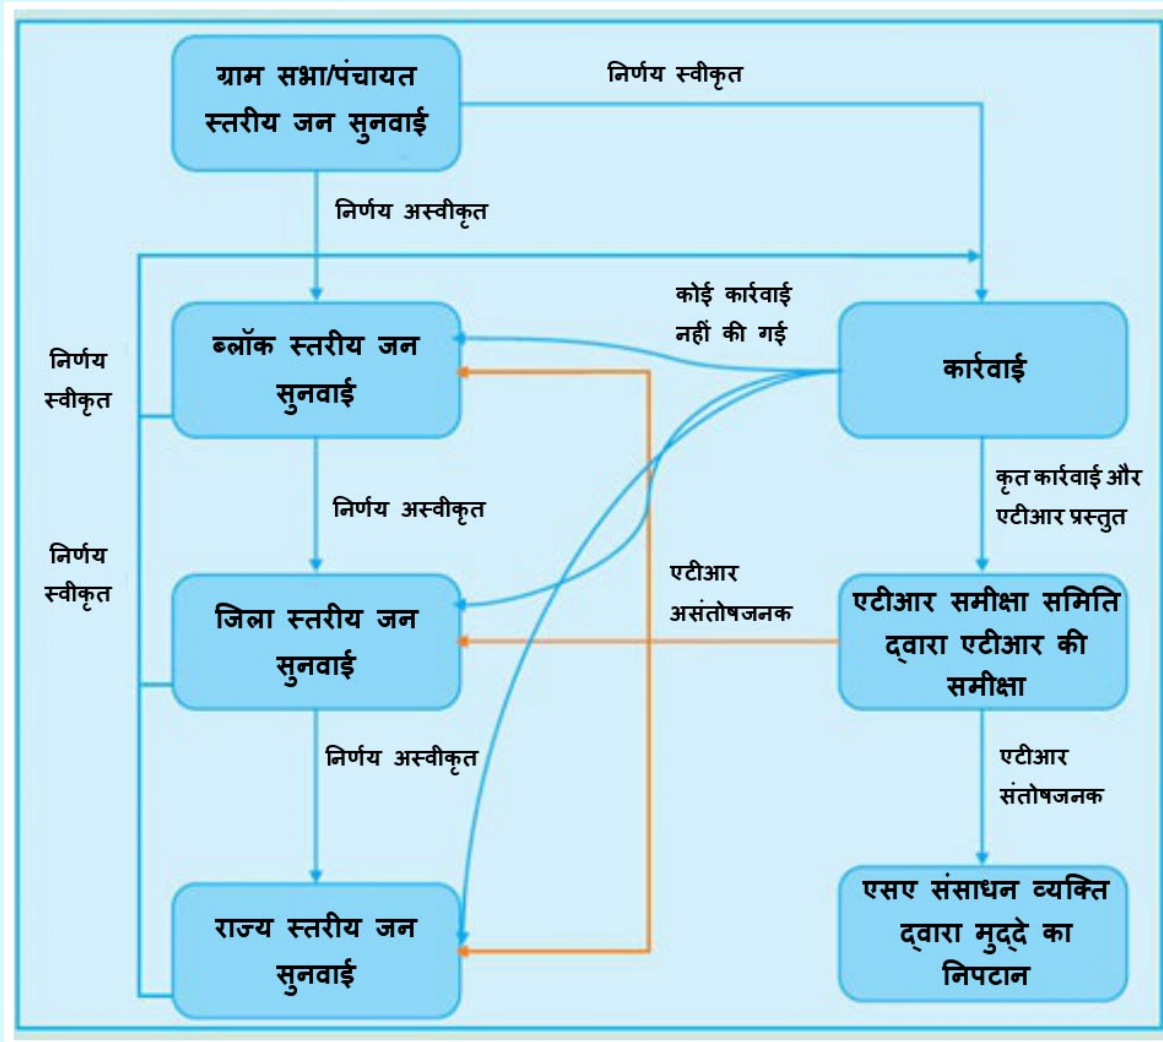 ग्राम सभा/पंचायत
स्तरीय जन सुनवाई
निर्णय स्वीकृत
निर्णय अस्वीकृत
ब्लॉक स्तरीय जन
सुनवाई
कोई कार्रवाई
नहीं की गई
कार्रवाई
निर्णय
स्वीकृत
निर्णय अस्वीकृत
कृत कार्रवाई और
एटीआर प्रस्तुत
निर्णय
स्वीकृत
जिला स्तरीय जन
सुनवाई
एटीआर
असंतोषजनक
एटीआर समीक्षा समिति
द्वारा एटीआर की
समीक्षा
निर्णय अस्वीकृत
एटीआर
संतोषजनक
राज्य स्तरीय जन
सुनवाई
एसए संसाधन व्यक्ति
द्वारा मुद्दे का
निपटान